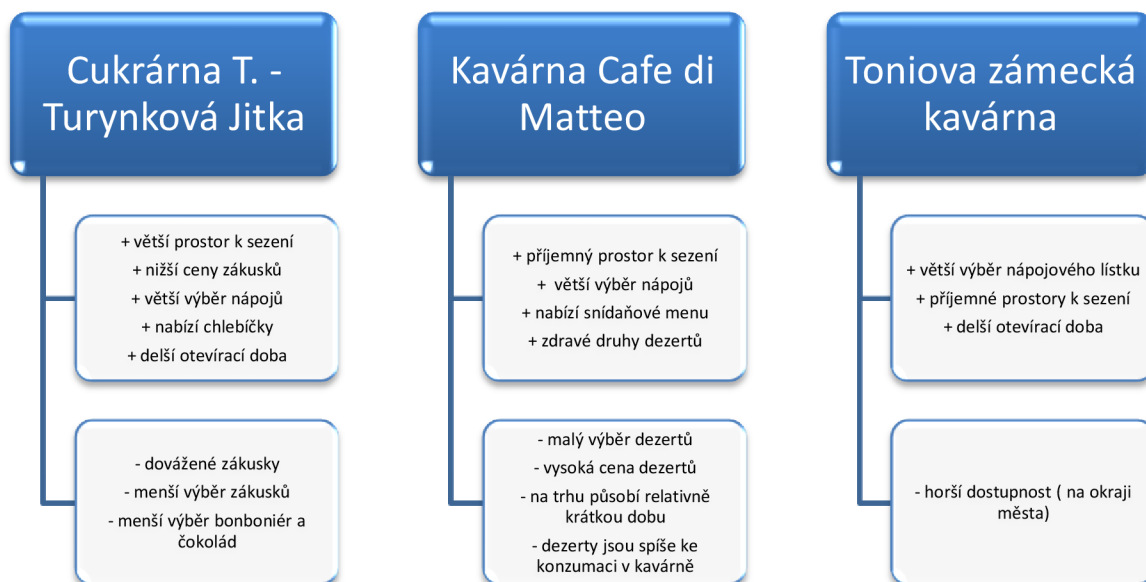 Cukrárna T. -
Turynková Jitka
+ větší prostor k sezení
+ nižší ceny zákusků
+ větší výběr nápojů
+ nabízí chlebíčky
+ delší otevírací doba
- dovážené zákusky
- menší výběr zákusků
- menší výběr bonboniér a
čokolád
Kavárna Cafe di
Matteo
+ příjemný prostor k sezení
+ větší výběr nápojů
+ nabízí snídaňové menu
+ zdravé druhy dezertů
- malý výběr dezertů
- vysoká cena dezertů
- na trhu působí relativně
krátkou dobu
- dezerty jsou spíše ke
konzumaci v kavárně
Toniova zámecká
kavárna
+ větší výběr nápojového lístku
+ příjemné prostory k sezení
+ delší otevírací doba
- horší dostupnost ( na okraji
města)